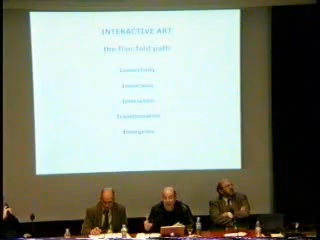 INTERACTIVE ART
the five-fold path
Connectivity
Immersion
Interaction
Transformation
Emergence